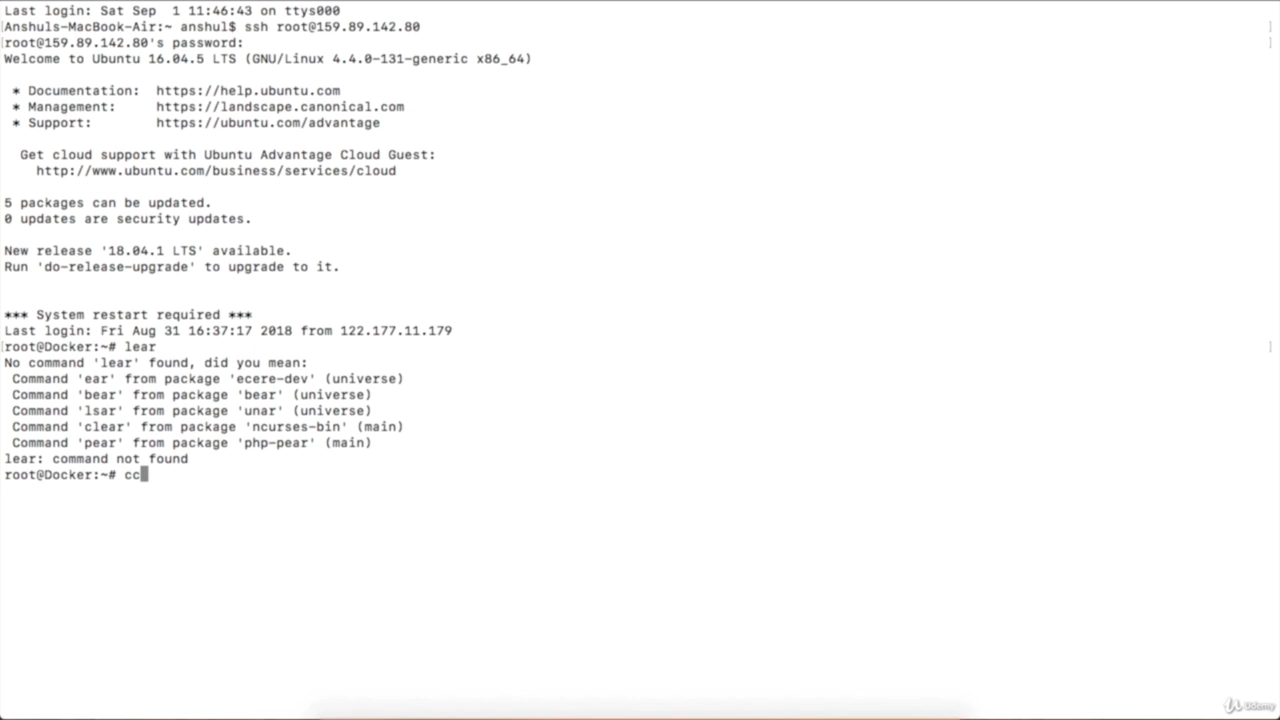 Last login: Sat Sep  1 11:46:43 on ttys000
Anshuls-MacBook-Air:~ anshul$ ssh root@159.89.142.80
root@159.89.142.80's password:
Welcome to Ubuntu 16.04.5 LTS (GNU/Linux 4.4.0-131-generic x86_64)
 * Documentation:  https://help.ubuntu.com
 * Management:     https://landscape.canonical.com
 * Support:        https://ubuntu.com/advantage
  Get cloud support with Ubuntu Advantage Cloud Guest:
    http://www.ubuntu.com/business/services/cloud
5 packages can be updated.
0 updates are security updates.
New release '18.04.1 LTS' available.
Run 'do-release-upgrade' to upgrade to it.
*** System restart required ***
Last login: Fri Aug 31 16:37:17 2018 from 122.177.11.179
root@Docker:~# lear
No command 'lear' found, did you mean:
 Command 'ear' from package 'ecere-dev' (universe)
 Command 'bear' from package 'bear' (universe)
 Command 'lsar' from package 'unar' (universe)
 Command 'clear' from package 'ncurses-bin' (main)
 Command 'pear' from package 'php-pear' (main)
lear: command not found
root@Docker:~# cc
Udemy